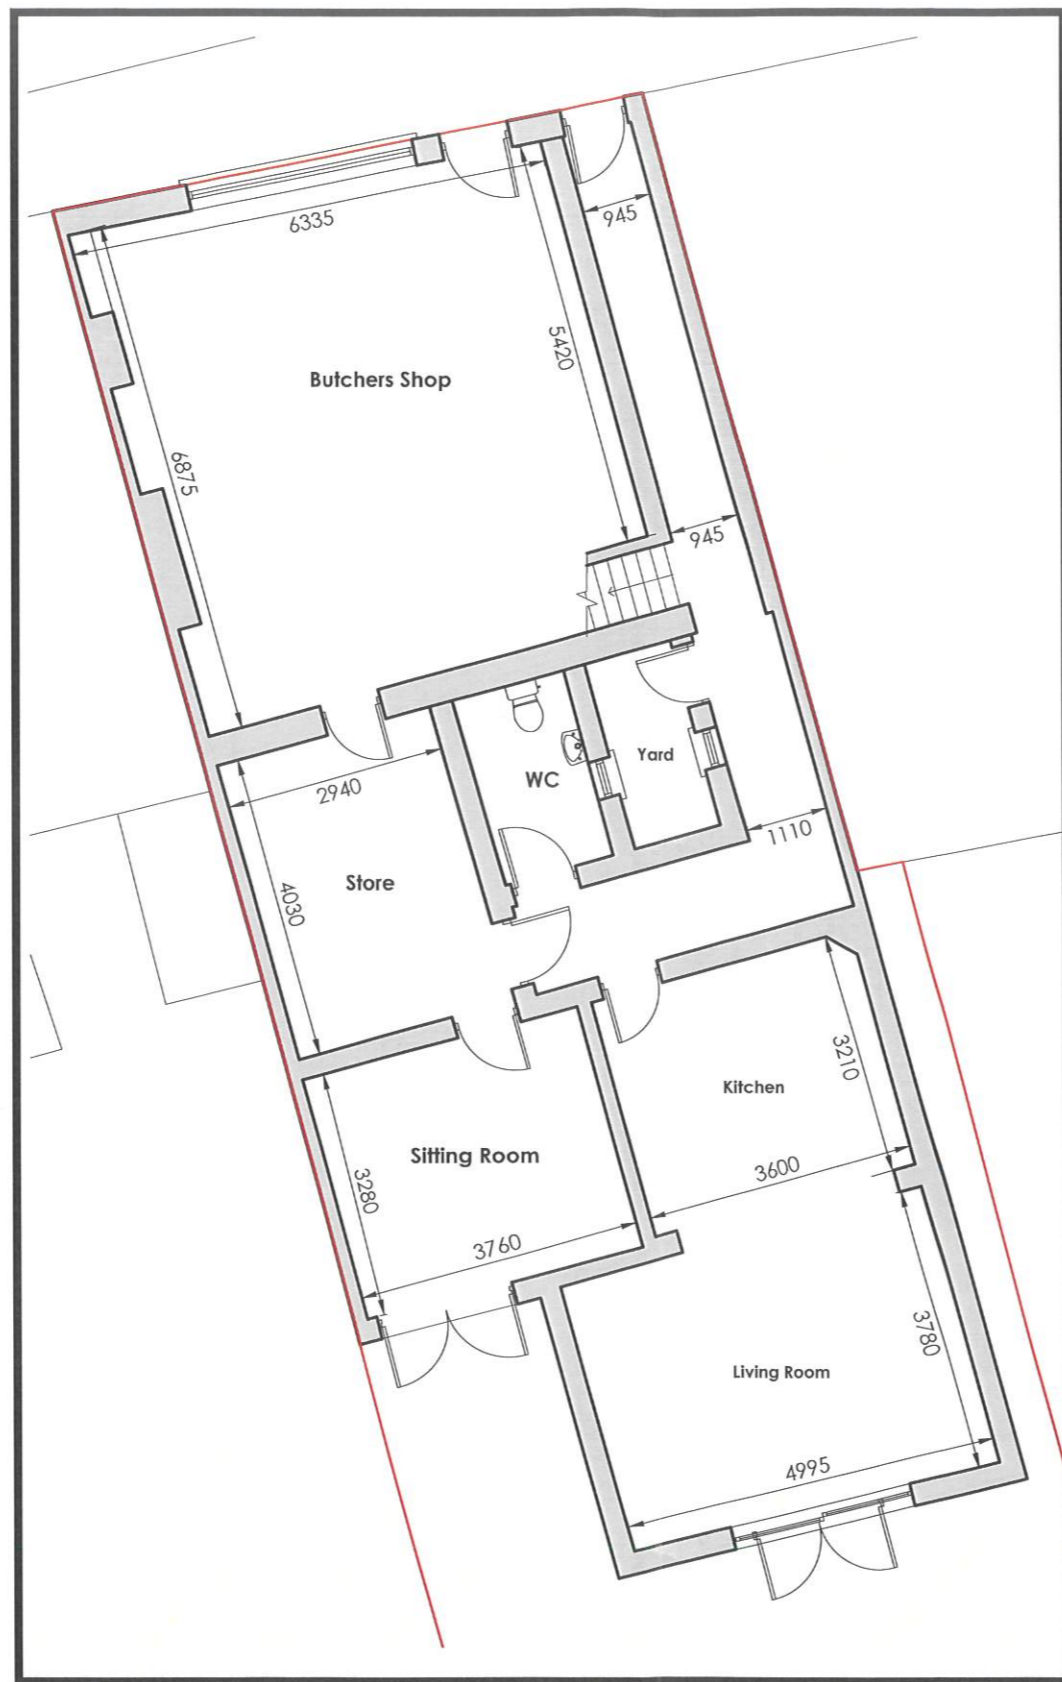 6335
945
5420
Butchers Shop
6875
945
2940
WC
Yard
1110
Store
4030
3210
Kitchen
Sitting Room
3280
3600
3760
3780
Living Room
4995